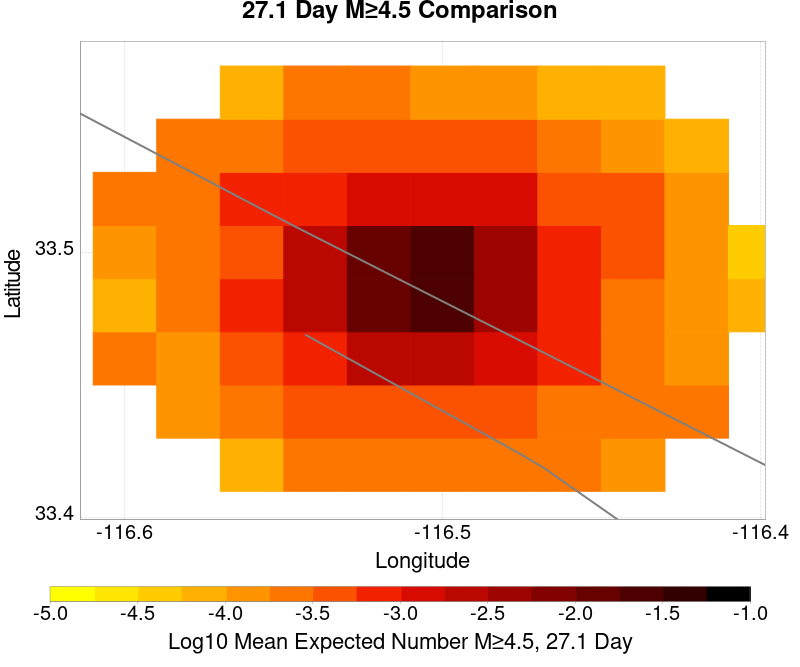 27.1 Day M≥4.5 Comparison
Latitude
33.5
33.4
-116.6 -116.5 -116.4
Longitude
-5.0 -4.5 -4.0 -3.5 -3.0 -2.5 -2.0 -1.5 -1.0
Log10 Mean Expected Number M≥4.5, 27.1 Day